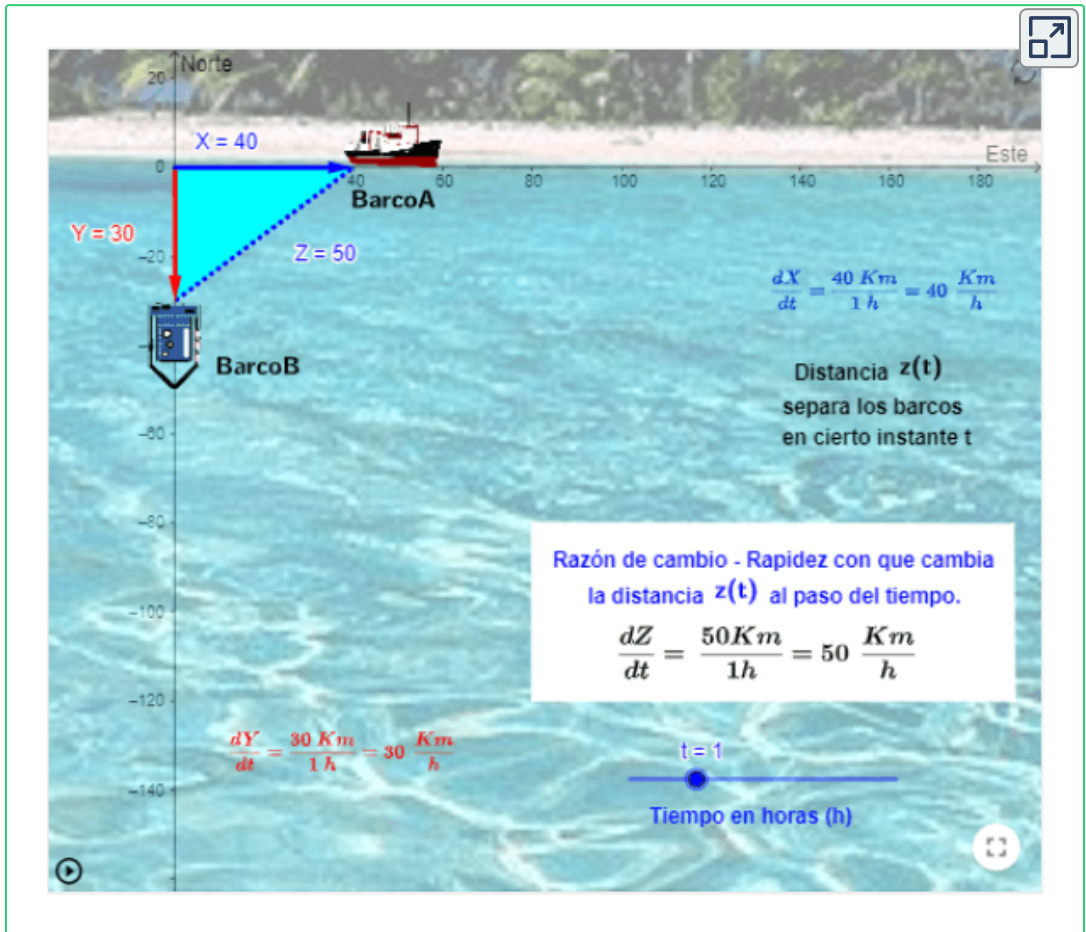 Norte
20
X = 40
Este
0
40 60 80 100 120 140 160 180
BarcoA
Y = 30
Z = 50
−20
dX/dt = 40 Km/1 h = 40 Km/h
BarcoB
Distancia z(t)
separa los barcos
en cierto instante t
−60
−80
Razón de cambio - Rapidez con que cambia
la distancia z(t) al paso del tiempo.
−100
dZ/dt = 50Km/1h = 50 Km/h
−120
dY/dt = 30 Km/1 h = 30 Km/h
t = 1
−140
Tiempo en horas (h)